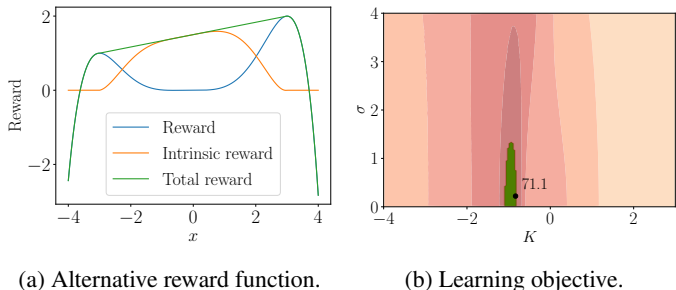 2
0
−2
Reward
Reward
Intrinsic reward
Total reward
−4
−2
0
2
4
x
(a) Alternative reward function.
4
3
2
1
0
σ
71.1
−4
−2
0
2
K
(b) Learning objective.